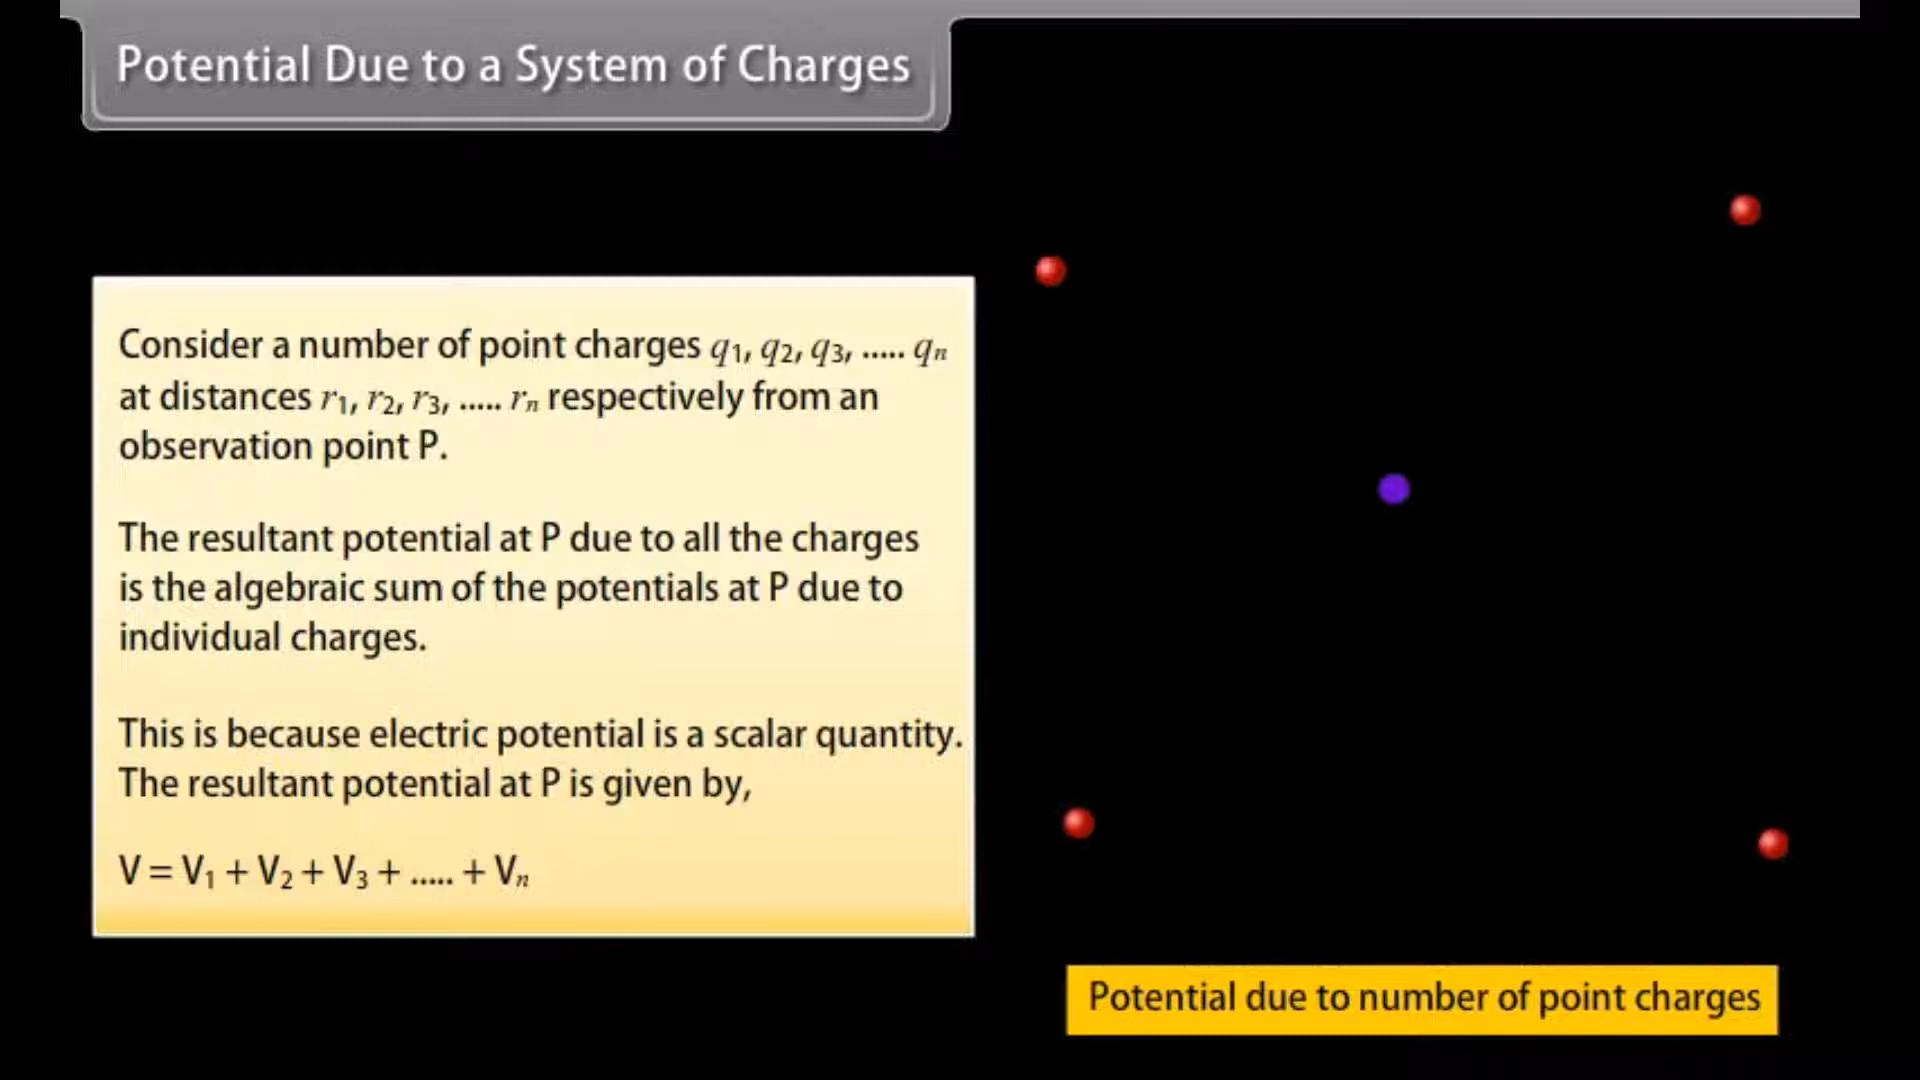 Potential Due to a System of Charges
Consider a number of point charges q₁, q₂, q₃, ..... qₙ
at distances r₁, r₂, r₃, ..... rₙ respectively from an
observation point P.
The resultant potential at P due to all the charges
is the algebraic sum of the potentials at P due to
individual charges.
This is because electric potential is a scalar quantity.
The resultant potential at P is given by,
V = V₁ + V₂ + V₃ + ..... + Vₙ
Potential due to number of point charges